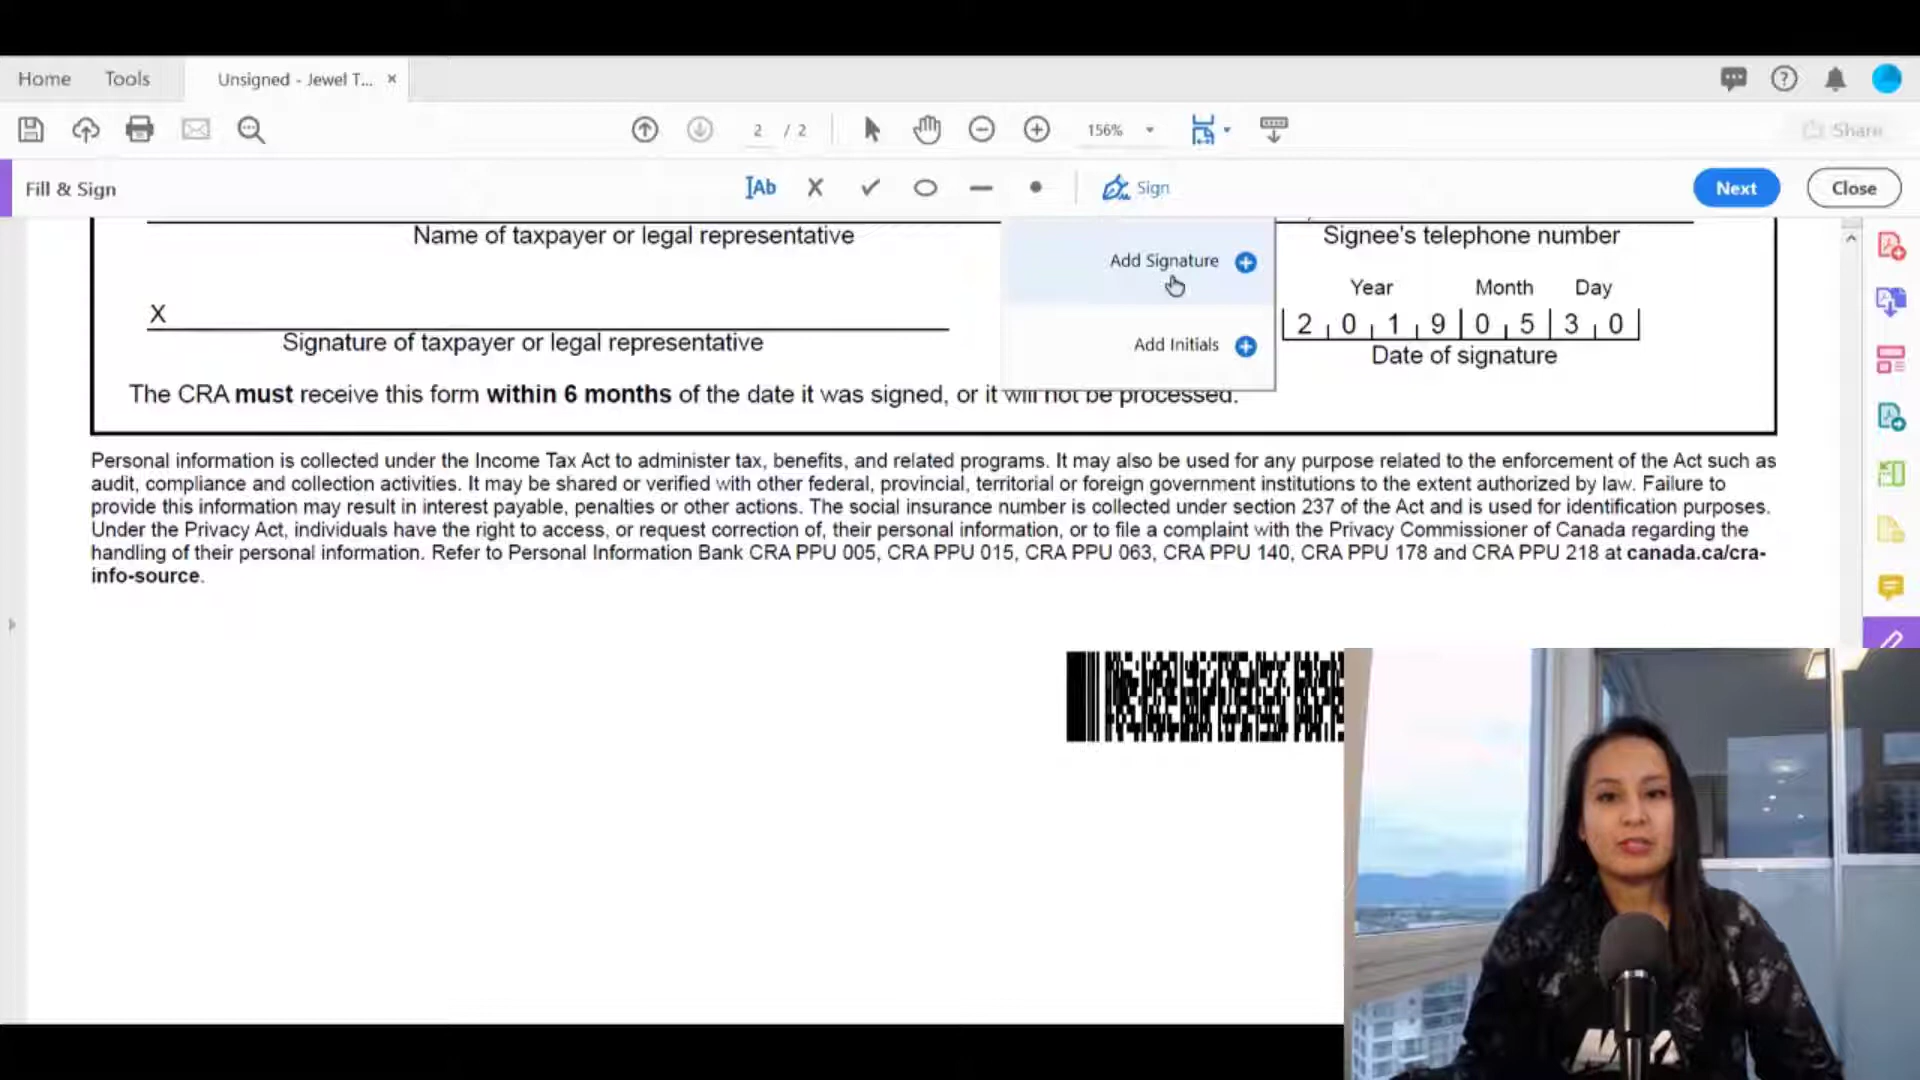 Home Tools Unsigned - Jewel T... ×
2 / 2 156% Share
Fill & Sign Ab Sign Next Close
Name of taxpayer or legal representative Signee's telephone number
Add Signature
Year Month Day
X 2 0 1 9 0 5 3 0
Signature of taxpayer or legal representative Add Initials Date of signature
The CRA must receive this form within 6 months of the date it was signed, or it will not be processed.
Personal information is collected under the Income Tax Act to administer tax, benefits, and related programs. It may also be used for any purpose related to the enforcement of the Act such as
audit, compliance and collection activities. It may be shared or verified with other federal, provincial, territorial or foreign government institutions to the extent authorized by law. Failure to
provide this information may result in interest payable, penalties or other actions. The social insurance number is collected under section 237 of the Act and is used for identification purposes.
Under the Privacy Act, individuals have the right to access, or request correction of, their personal information, or to file a complaint with the Privacy Commissioner of Canada regarding the
handling of their personal information. Refer to Personal Information Bank CRA PPU 005, CRA PPU 015, CRA PPU 063, CRA PPU 140, CRA PPU 178 and CRA PPU 218 at canada.ca/cra-
info-source.